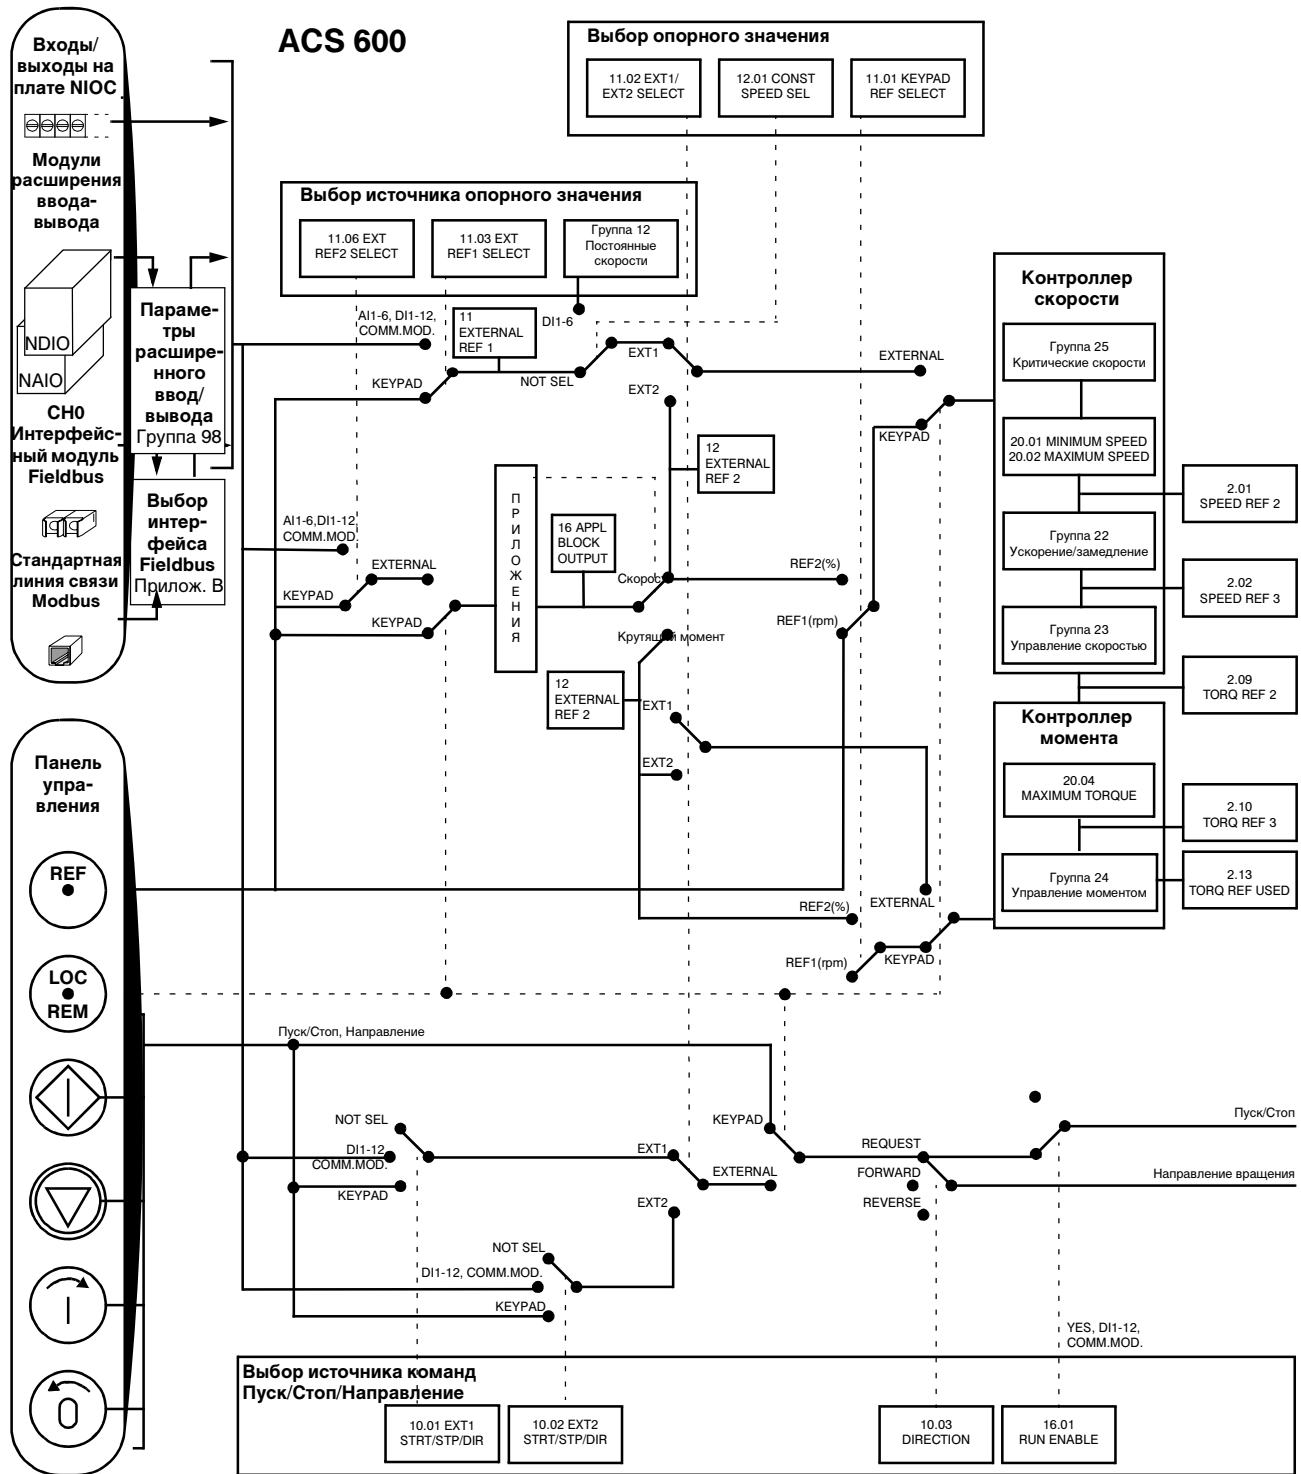 ACS 600
Входы/
выходы на
плате NIOC
Модули
расширения
ввода-
вывода
NDIO
NAIO
CH0
Интерфейс-
ный модуль
Fieldbus
Стандартная
линия связи
Modbus
Парамe-
тры
расшире-
нного
ввод/
вывода
Группа 98
Выбор
интер-
фейса
Fieldbus
Прилож. B
Панель
упра-
вления
REF
LOC
REM
Выбор опорного значения
11.02 EXT1/
EXT2 SELECT
12.01 CONST
SPEED SEL
11.01 KEYPAD
REF SELECT
Выбор источника опорного значения
11.06 EXT
REF2 SELECT
11.03 EXT
REF1 SELECT
Группа 12
Постоянные
скорости
AI1-6, DI1-12,
COMM.MOD.
11
EXTERNAL
REF 1
DI1-6
KEYPAD
NOT SEL
EXT1
EXT2
EXTERNAL
KEYPAD
12
EXTERNAL
REF 2
AI1-6,DI1-12,
COMM.MOD.
EXTERNAL
KEYPAD
KEYPAD
ПРИЛОЖЕНИЯ
16 APPL
BLOCK
OUTPUT
Скорость
REF2(%)
REF1(rpm)
Крутящий момент
12
EXTERNAL
REF 2
EXT1
EXT2
REF2(%)
EXTERNAL
REF1(rpm)
KEYPAD
Контроллер
скорости
Группа 25
Критические скорости
20.01 MINIMUM SPEED
20.02 MAXIMUM SPEED
Группа 22
Ускорение/замедление
Группа 23
Управление скоростью
2.01
SPEED REF 2
2.02
SPEED REF 3
2.09
TORQ REF 2
Контроллер
момента
20.04
MAXIMUM TORQUE
Группа 24
Управление моментом
2.10
TORQ REF 3
2.13
TORQ REF USED
Пуск/Стоп, Направление
NOT SEL
DI1-12
COMM.MOD.
KEYPAD
EXT1
EXT2
KEYPAD
EXTERNAL
REQUEST
FORWARD
REVERSE
Пуск/Стоп
Направление вращения
NOT SEL
DI1-12, COMM.MOD.
KEYPAD
YES, DI1-12,
COMM.MOD.
Выбор источника команд
Пуск/Стоп/Направление
10.01 EXT1
STRT/STP/DIR
10.02 EXT2
STRT/STP/DIR
10.03
DIRECTION
16.01
RUN ENABLE